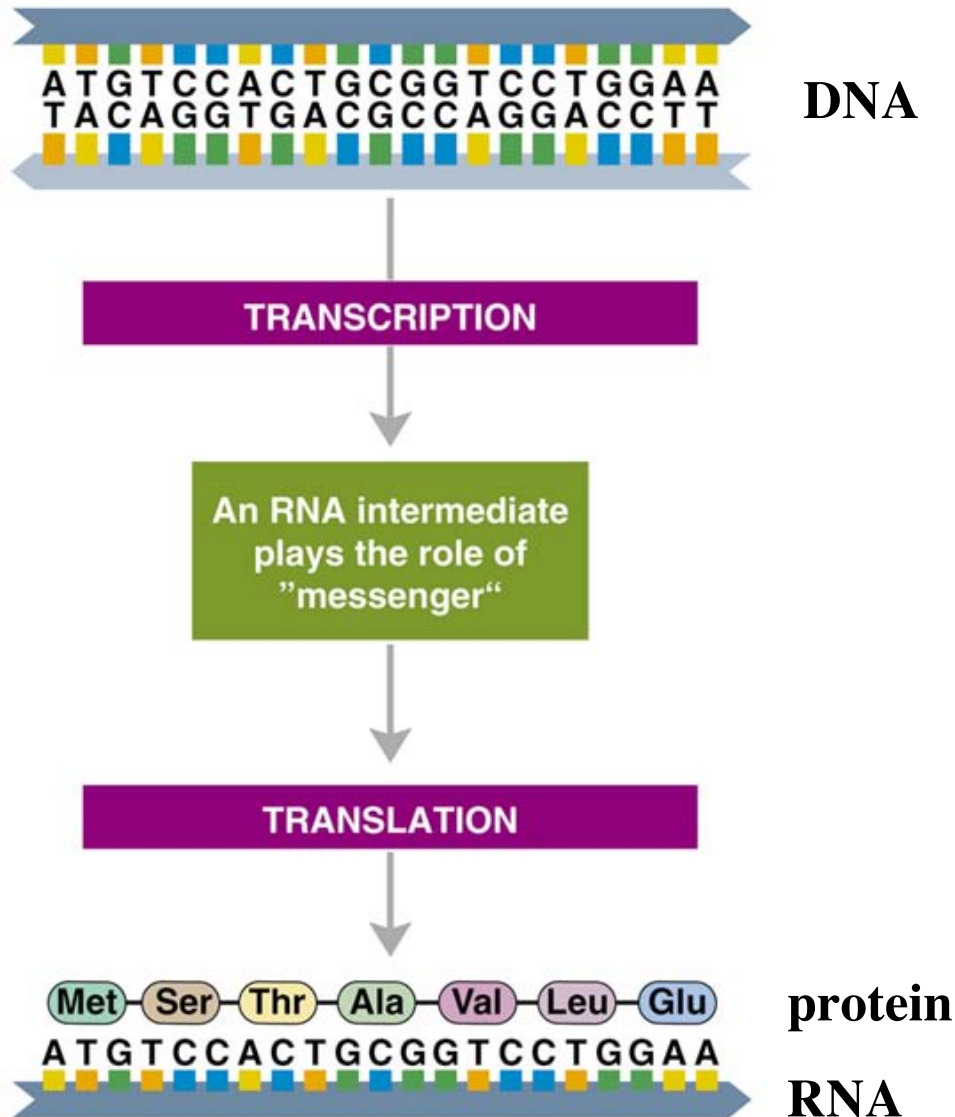 ATGTCCACTGCGGTCCTGGAA
TACAGGTGACGCCAGGACCTT
DNA
TRANSCRIPTION
An RNA intermediate
plays the role of
”messenger“
TRANSLATION
Met Ser Thr Ala Val Leu Glu
protein
ATGTCCACTGCGGTCCTGGAA
RNA